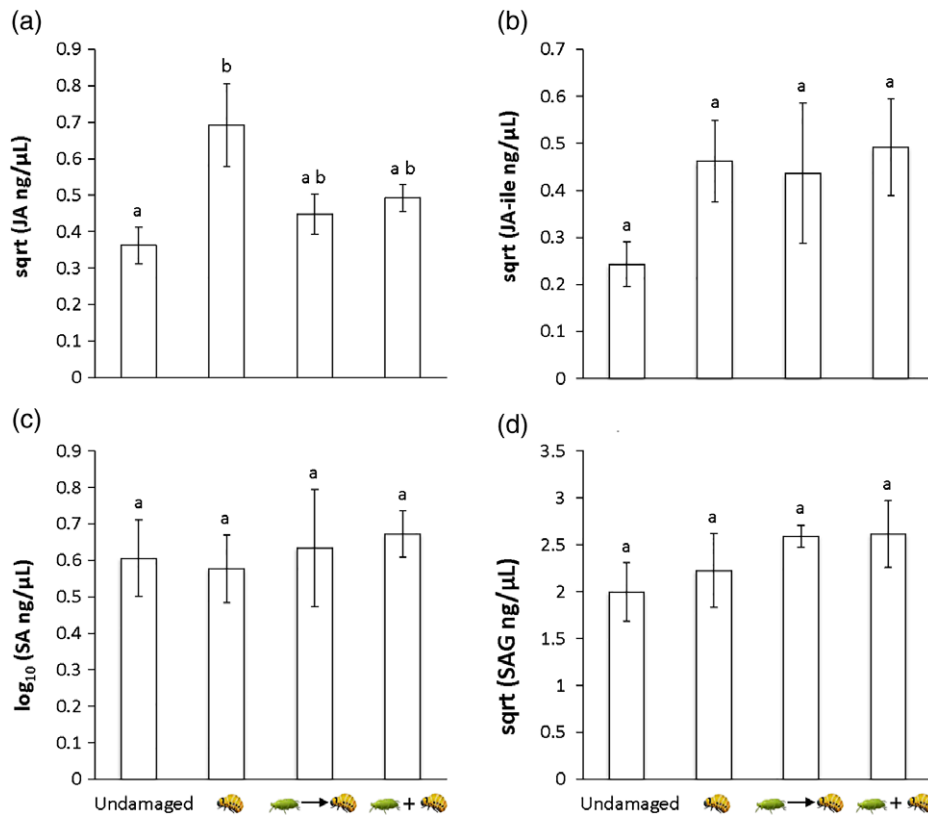 (a)
sqrt (JA ng/µL)
0.9
0.8
0.7
0.6
0.5
0.4
0.3
0.2
0.1
0
a
b
a b
a b
(b)
sqrt (JA-ile ng/µL)
0.7
0.6
0.5
0.4
0.3
0.2
0.1
0
a
a
a
a
(c)
log₁₀ (SA ng/µL)
0.9
0.8
0.7
0.6
0.5
0.4
0.3
0.2
0.1
0
a
a
a
a
Undamaged
+
(d)
sqrt (SAG ng/µL)
3.5
3
2.5
2
1.5
1
0.5
0
a
a
a
a
Undamaged
+